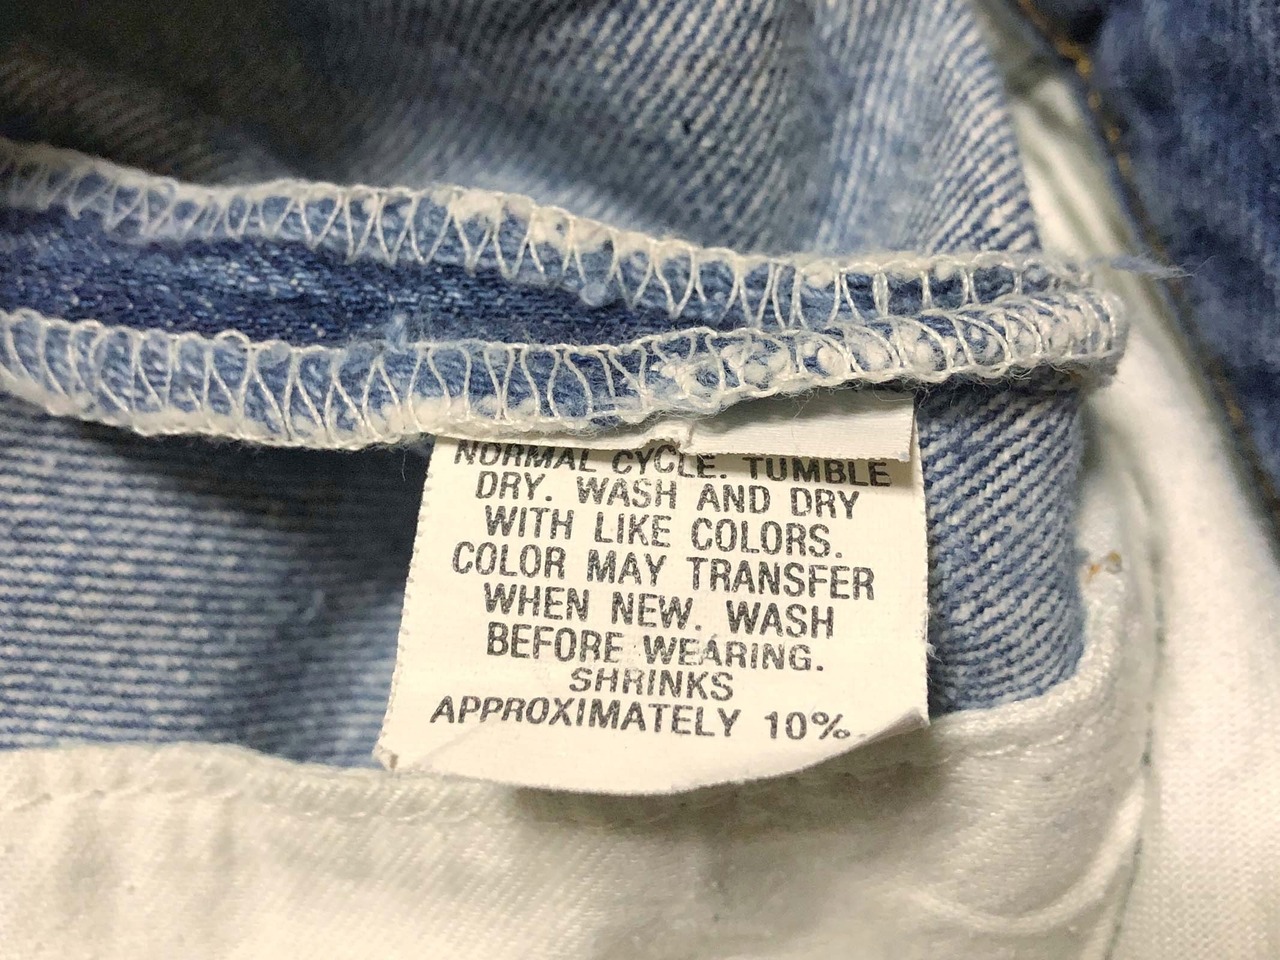 NORMAL CYCLE. TUMBLE
DRY. WASH AND DRY
WITH LIKE COLORS.
COLOR MAY TRANSFER
WHEN NEW. WASH
BEFORE WEARING.
SHRINKS
APPROXIMATELY 10%.